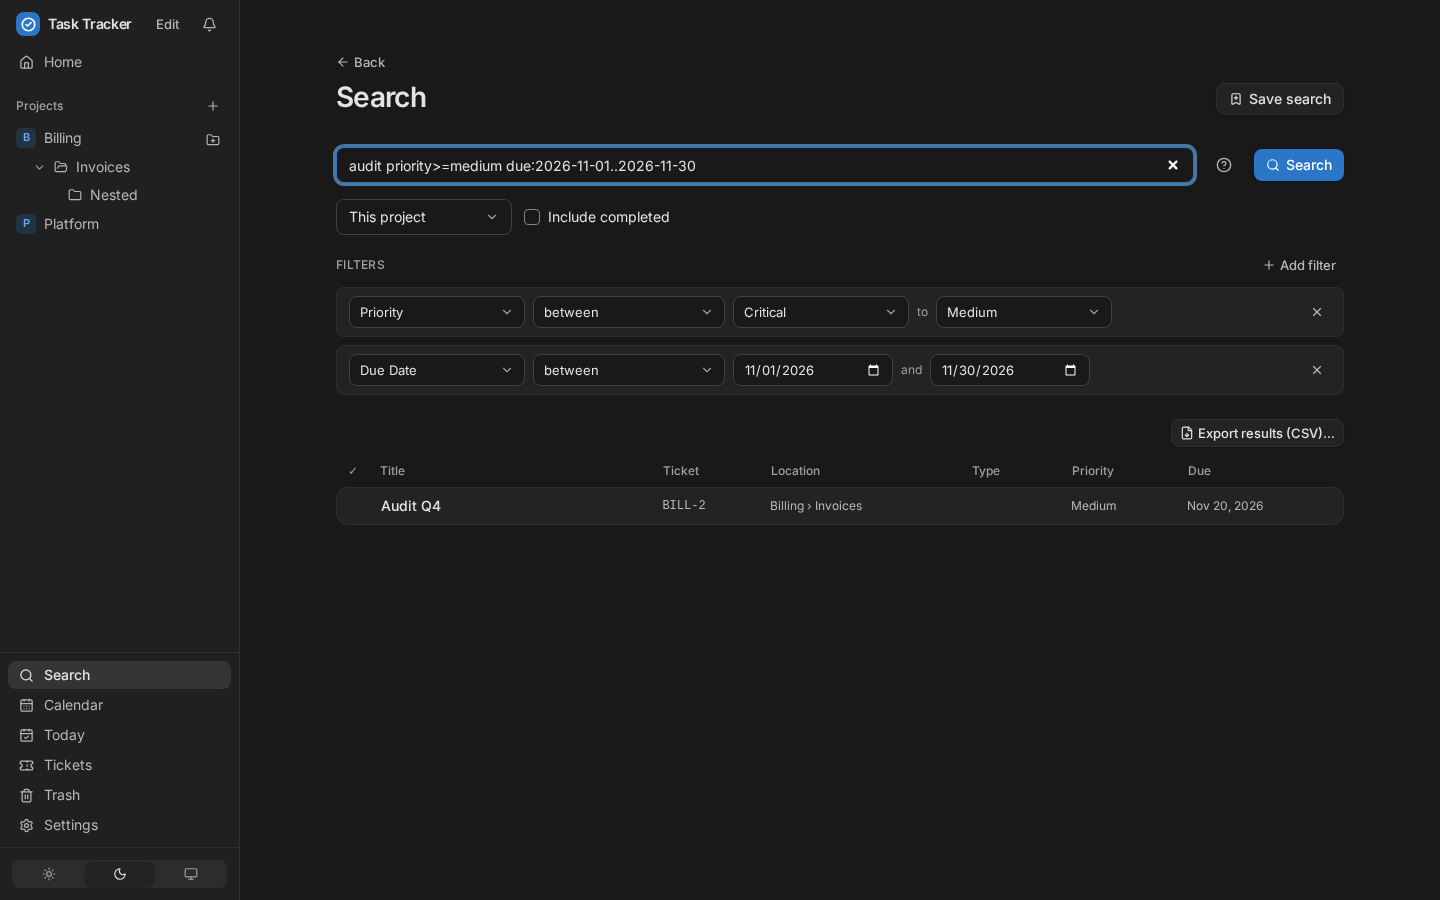 Task Tracker Edit
Home
Projects
B Billing
Invoices
Nested
P Platform
Search
Calendar
Today
Tickets
Trash
Settings
Back
Search
Save search
audit priority>=medium due:2026-11-01..2026-11-30
Search
This project
Include completed
FILTERS
Add filter
Priority between Critical to Medium
Due Date between 11/01/2026 and 11/30/2026
Export results (CSV)...
✓ Title Ticket Location Type Priority Due
Audit Q4 BILL-2 Billing › Invoices Medium Nov 20, 2026